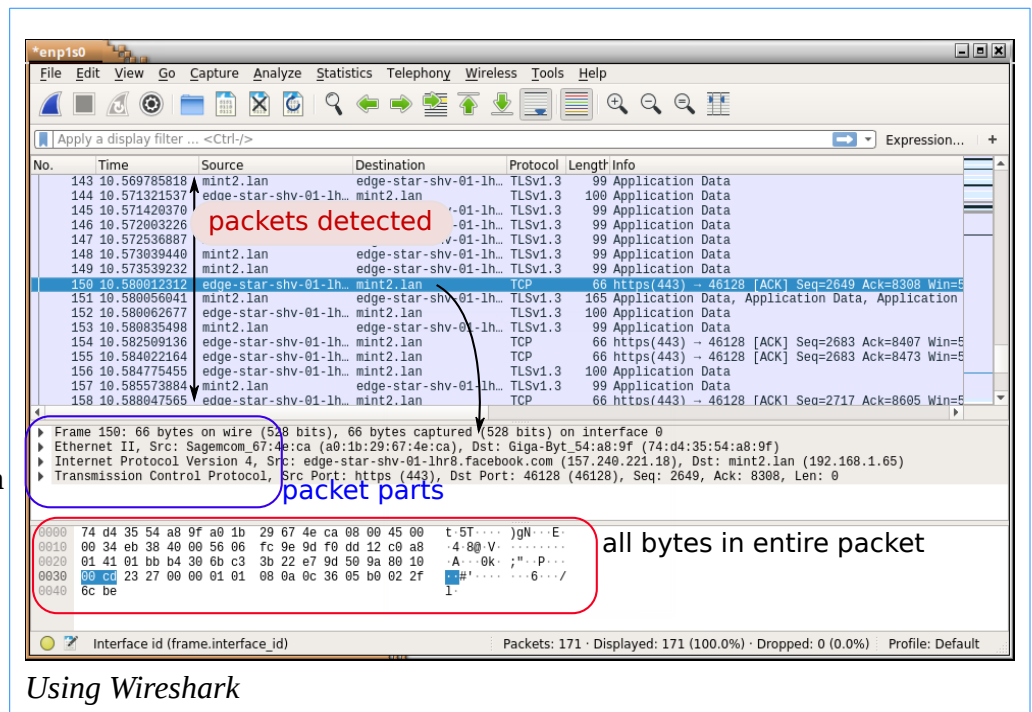 *enp1s0
File Edit View Go Capture Analyze Statistics Telephony Wireless Tools Help
Apply a display filter ... <Ctrl-/> Expression... +
No. Time Source Destination Protocol Length Info
143 10.569785818 mint2.lan edge-star-shv-01-lh… TLSv1.3 99 Application Data
144 10.571321537 edge-star-shv-01-lh… mint2.lan TLSv1.3 100 Application Data
145 10.571420370 -01-lh… TLSv1.3 99 Application Data
146 10.572003226 v-01-lh… TLSv1.3 99 Application Data
packets detected
147 10.572536887 v-01-lh… TLSv1.3 99 Application Data
148 10.573039440 mint2.lan edge-star-shv-01-lh… TLSv1.3 99 Application Data
149 10.573539232 mint2.lan edge-star-shv-01-lh… TLSv1.3 99 Application Data
150 10.580012312 edge-star-shv-01-lh… mint2.lan TCP 66 https(443) → 46128 [ACK] Seq=2649 Ack=8308 Win=5
151 10.580056041 mint2.lan edge-star-shv-01-lh… TLSv1.3 165 Application Data, Application Data, Application
152 10.580062677 edge-star-shv-01-lh… mint2.lan TLSv1.3 100 Application Data
153 10.580835498 mint2.lan edge-star-shv-01-lh… TLSv1.3 99 Application Data
154 10.582509136 edge-star-shv-01-lh… mint2.lan TCP 66 https(443) → 46128 [ACK] Seq=2683 Ack=8407 Win=5
155 10.584022164 edge-star-shv-01-lh… mint2.lan TCP 66 https(443) → 46128 [ACK] Seq=2683 Ack=8473 Win=5
156 10.584775455 edge-star-shv-01-lh… mint2.lan TLSv1.3 100 Application Data
157 10.585573884 mint2.lan edge-star-shv-01-lh… TLSv1.3 99 Application Data
158 10.588047565 edge-star-shv-01-lh… mint2.lan TCP 66 https(443) → 46128 [ACK] Seq=2717 Ack=8605 Win=5
Frame 150: 66 bytes on wire (528 bits), 66 bytes captured (528 bits) on interface 0
Ethernet II, Src: Sagemcom_67:4e:ca (a0:1b:29:67:4e:ca), Dst: Giga-Byt_54:a8:9f (74:d4:35:54:a8:9f)
Internet Protocol Version 4, Src: edge-star-shv-01-lhr8.facebook.com (157.240.221.18), Dst: mint2.lan (192.168.1.65)
Transmission Control Protocol, Src Port: https (443), Dst Port: 46128 (46128), Seq: 2649, Ack: 8308, Len: 0
packet parts
0000 74 d4 35 54 a8 9f a0 1b 29 67 4e ca 08 00 45 00 t·5T···· )gN···E·
0010 00 34 eb 38 40 00 56 06 fc 9e 9d f0 dd 12 c0 a8 ·4·8@·V· ········
all bytes in entire packet
0020 01 41 01 bb b4 30 6b c3 3b 22 e7 9d 50 9a 80 10 ·A···0k· ;"··P···
0030 00 cd 23 27 00 00 01 01 08 0a 0c 36 05 b0 02 2f ··#'···· ···6···/
0040 6c be l·
Interface id (frame.interface_id) Packets: 171 · Displayed: 171 (100.0%) · Dropped: 0 (0.0%) Profile: Default
Using Wireshark